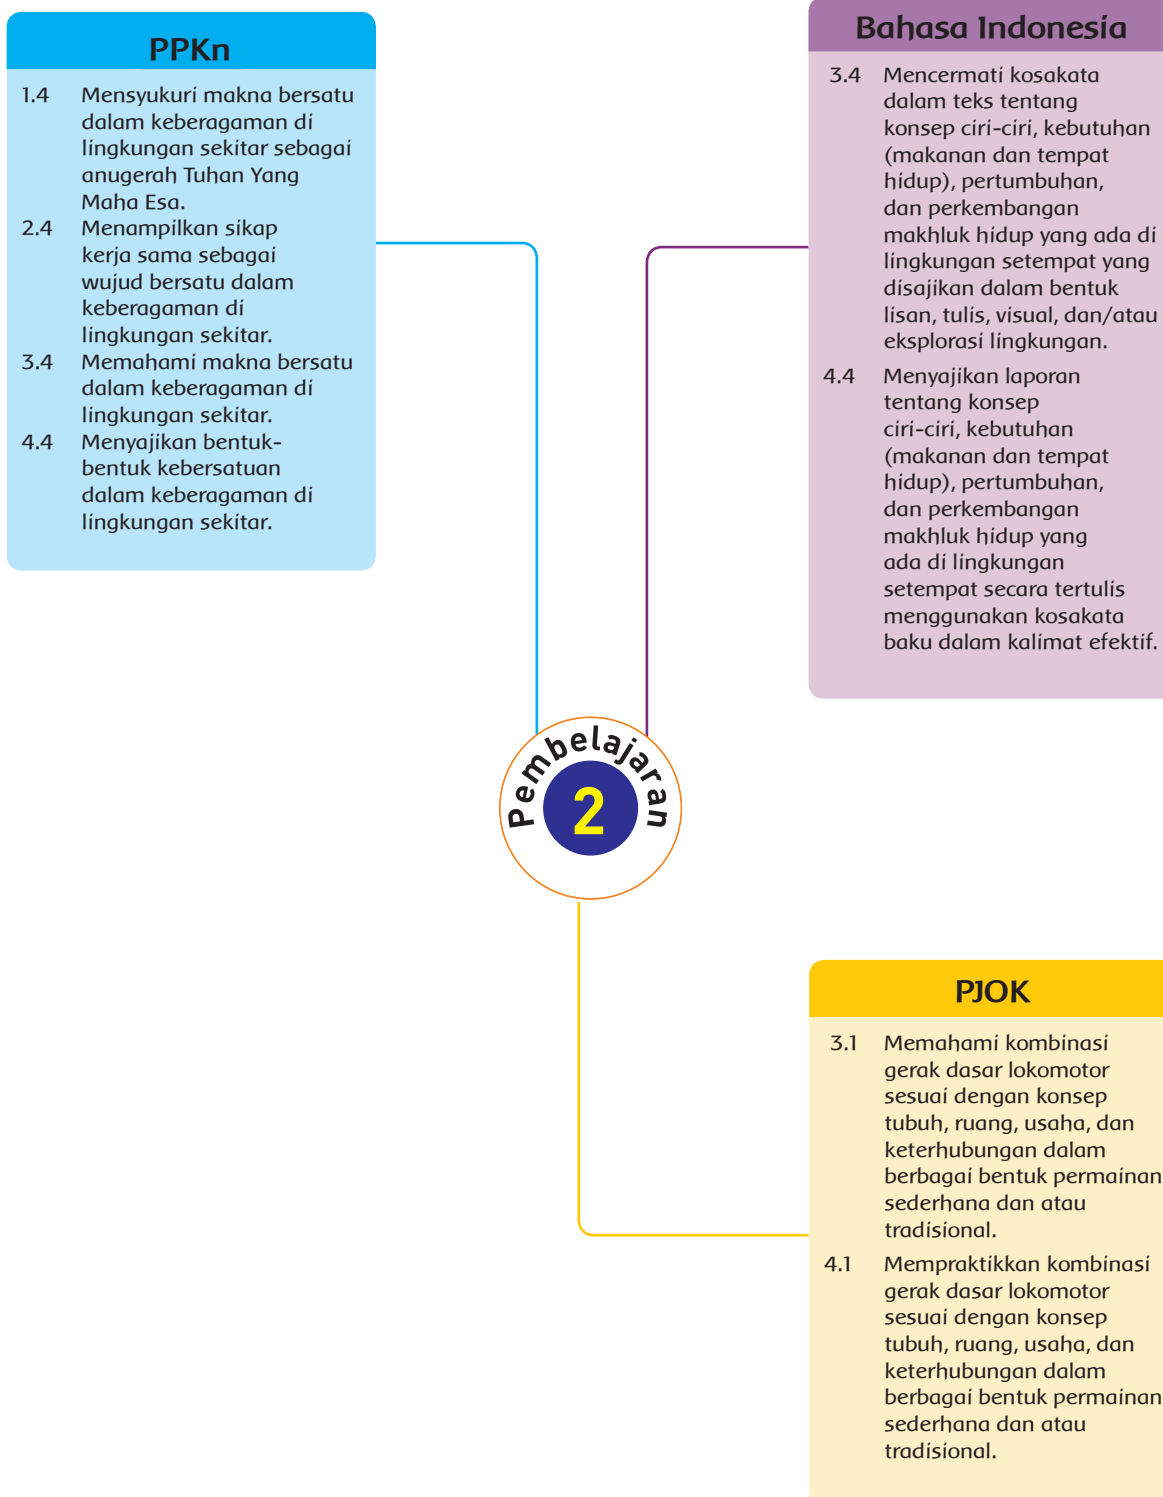 PPKn
1.4 Mensyukuri makna bersatu
dalam keberagaman di
lingkungan sekitar sebagai
anugerah Tuhan Yang
Maha Esa.
2.4 Menampilkan sikap
kerja sama sebagai
wujud bersatu dalam
keberagaman di
lingkungan sekitar.
3.4 Memahami makna bersatu
dalam keberagaman di
lingkungan sekitar.
4.4 Menyajikan bentuk-
bentuk kebersatuan
dalam keberagaman di
lingkungan sekitar.
Bahasa Indonesia
3.4 Mencermati kosakata
dalam teks tentang
konsep ciri-ciri, kebutuhan
(makanan dan tempat
hidup), pertumbuhan,
dan perkembangan
makhluk hidup yang ada di
lingkungan setempat yang
disajikan dalam bentuk
lisan, tulis, visual, dan/atau
eksplorasi lingkungan.
4.4 Menyajikan laporan
tentang konsep
ciri-ciri, kebutuhan
(makanan dan tempat
hidup), pertumbuhan,
dan perkembangan
makhluk hidup yang
ada di lingkungan
setempat secara tertulis
menggunakan kosakata
baku dalam kalimat efektif.
Pembelajaran
2
PJOK
3.1 Memahami kombinasi
gerak dasar lokomotor
sesuai dengan konsep
tubuh, ruang, usaha, dan
keterhubungan dalam
berbagai bentuk permainan
sederhana dan atau
tradisional.
4.1 Mempraktikkan kombinasi
gerak dasar lokomotor
sesuai dengan konsep
tubuh, ruang, usaha, dan
keterhubungan dalam
berbagai bentuk permainan
sederhana dan atau
tradisional.